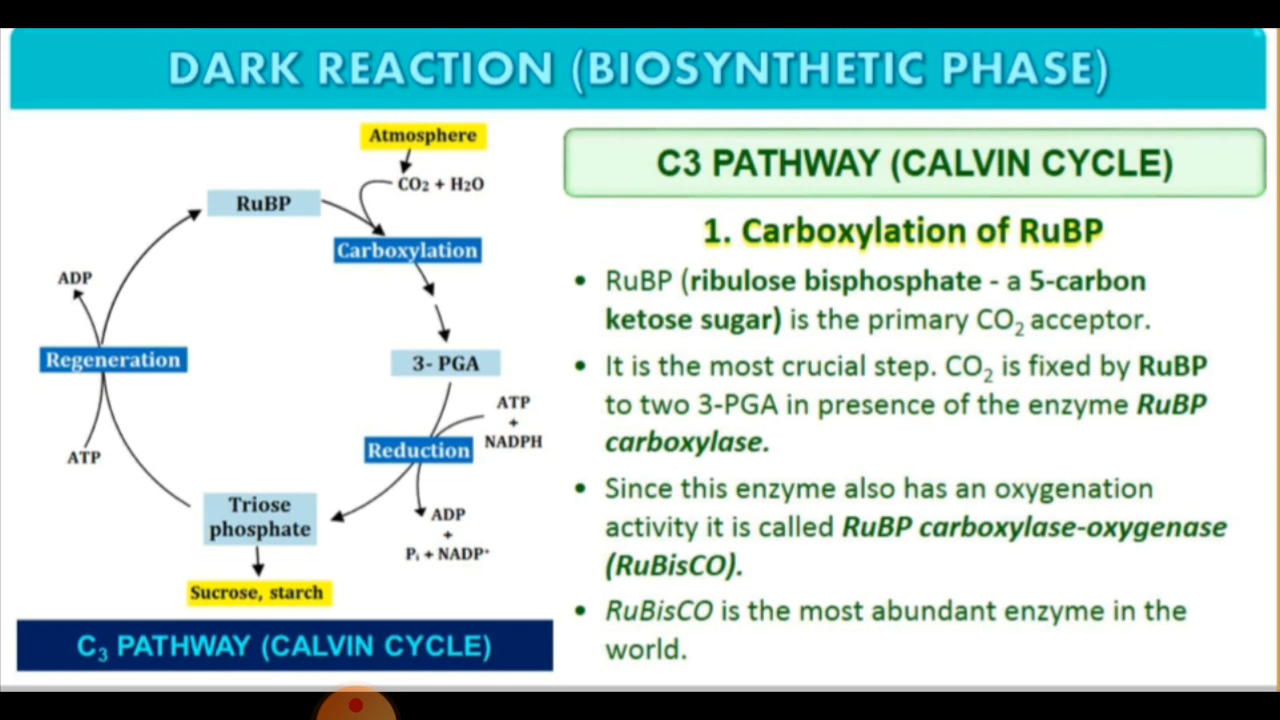 DARK REACTION (BIOSYNTHETIC PHASE)
Atmosphere
CO2 + H2O
RuBP
Carboxylation
ADP
Regeneration
3- PGA
ATP
+
NADPH
Reduction
ATP
Triose
phosphate
ADP
+
Pi + NADP+
Sucrose, starch
C3 PATHWAY (CALVIN CYCLE)
C3 PATHWAY (CALVIN CYCLE)
1. Carboxylation of RuBP
• RuBP (ribulose bisphosphate - a 5-carbon
ketose sugar) is the primary CO2 acceptor.
• It is the most crucial step. CO2 is fixed by RuBP
to two 3-PGA in presence of the enzyme RuBP
carboxylase.
• Since this enzyme also has an oxygenation
activity it is called RuBP carboxylase-oxygenase
(RuBisCO).
• RuBisCO is the most abundant enzyme in the
world.